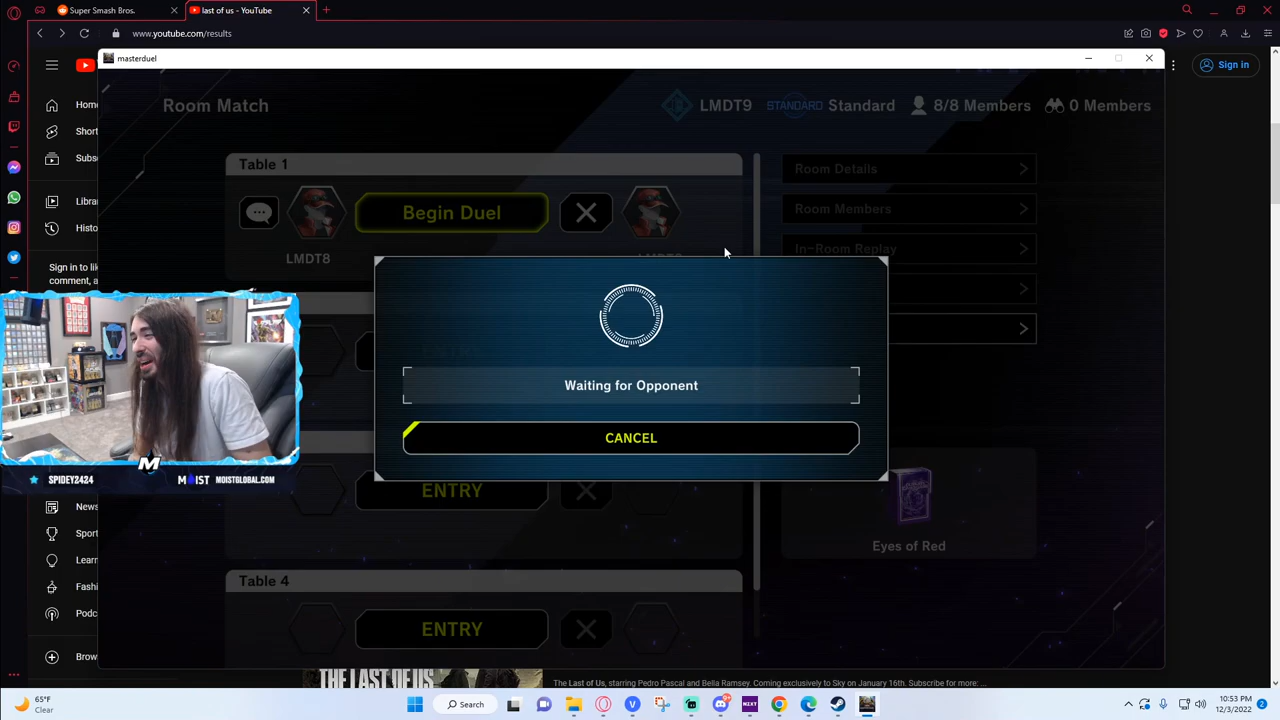 Super Smash Bros.
last of us - YouTube
www.youtube.com/results
masterduel
Sign in
Room Match
LMDT9
STANDARD
Standard
8/8 Members
0 Members
Table 1
Begin Duel
LMDT8
Room Details
Room Members
In-Room Replay
Hom
Short
Subs
Libra
Histo
Sign in to lik
comment, a
Waiting for Opponent
CANCEL
ENTRY
Eyes of Red
M
SPIDEY2424
MOIST
MOISTGLOBAL.COM
News
Sport
Learn
Fashi
Podc
Brow
Table 4
ENTRY
THE LAST OF US
The Last of Us, starring Pedro Pascal and Bella Ramsey. Coming exclusively to Sky on January 16th. Subscribe for more: ...
65°F
Clear
Search
NZXT
10:53 PM
12/3/2022